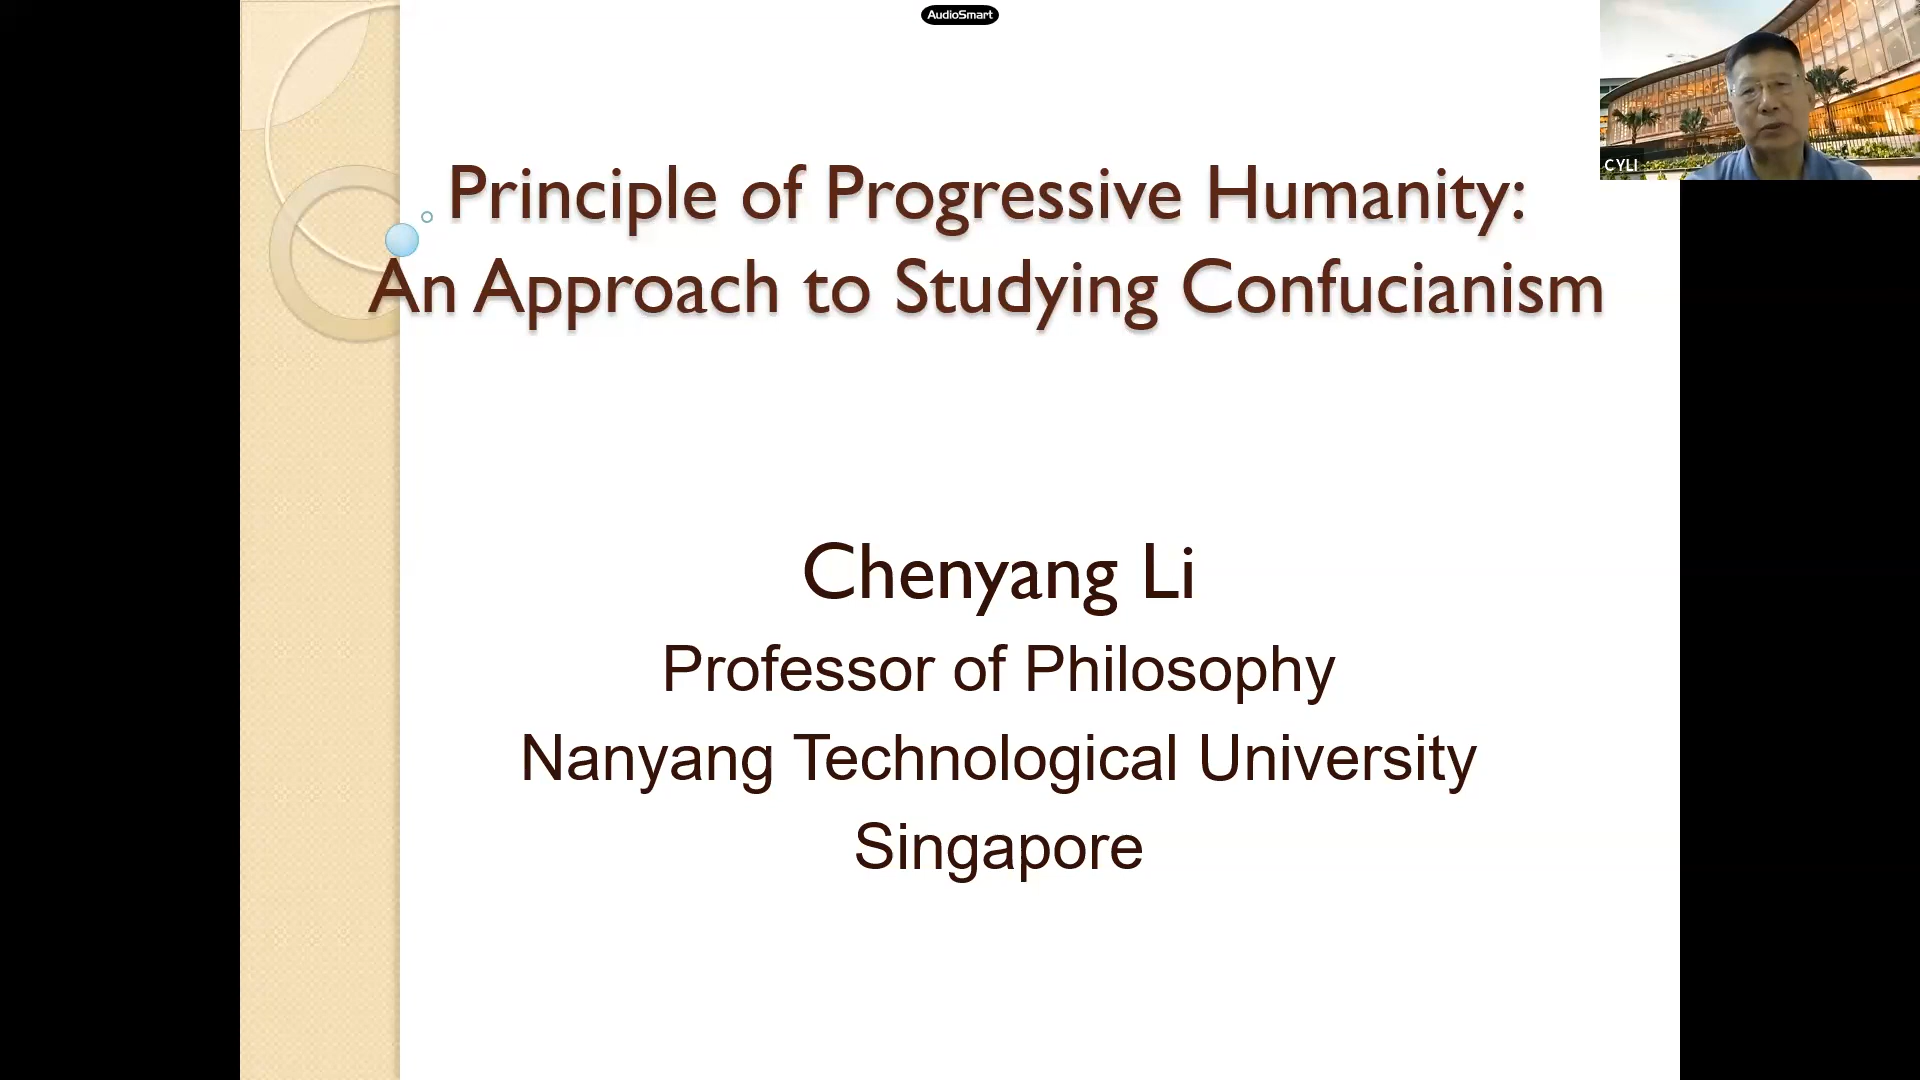 AudioSmart
Principle of Progressive Humanity:
An Approach to Studying Confucianism
CYLI
Chenyang Li
Professor of Philosophy
Nanyang Technological University
Singapore